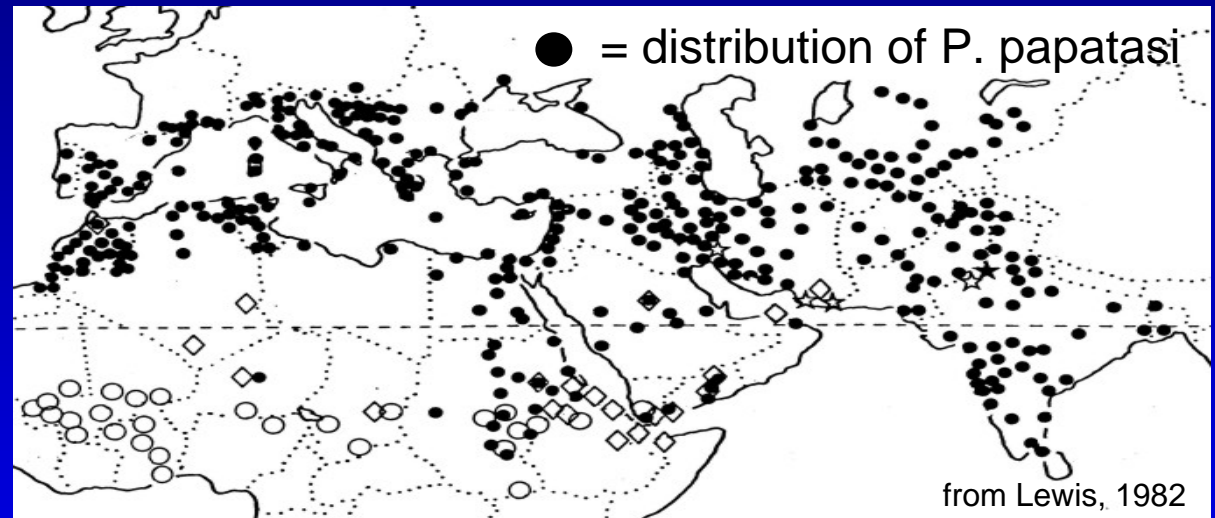 ● = distribution of P. papatasi
from Lewis, 1982